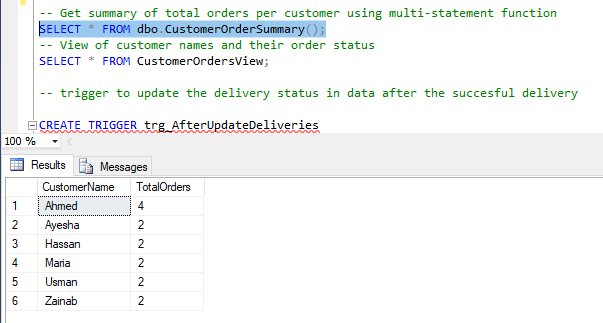 -- Get summary of total orders per customer using multi-statement function
SELECT * FROM dbo.CustomerOrderSummary();
-- View of customer names and their order status
SELECT * FROM CustomerOrdersView;
-- trigger to update the delivery status in data after the succesful delivery
CREATE TRIGGER trg_AfterUpdateDeliveries
100 %
Results Messages
CustomerName TotalOrders
1 Ahmed 4
2 Ayesha 2
3 Hassan 2
4 Maria 2
5 Usman 2
6 Zainab 2